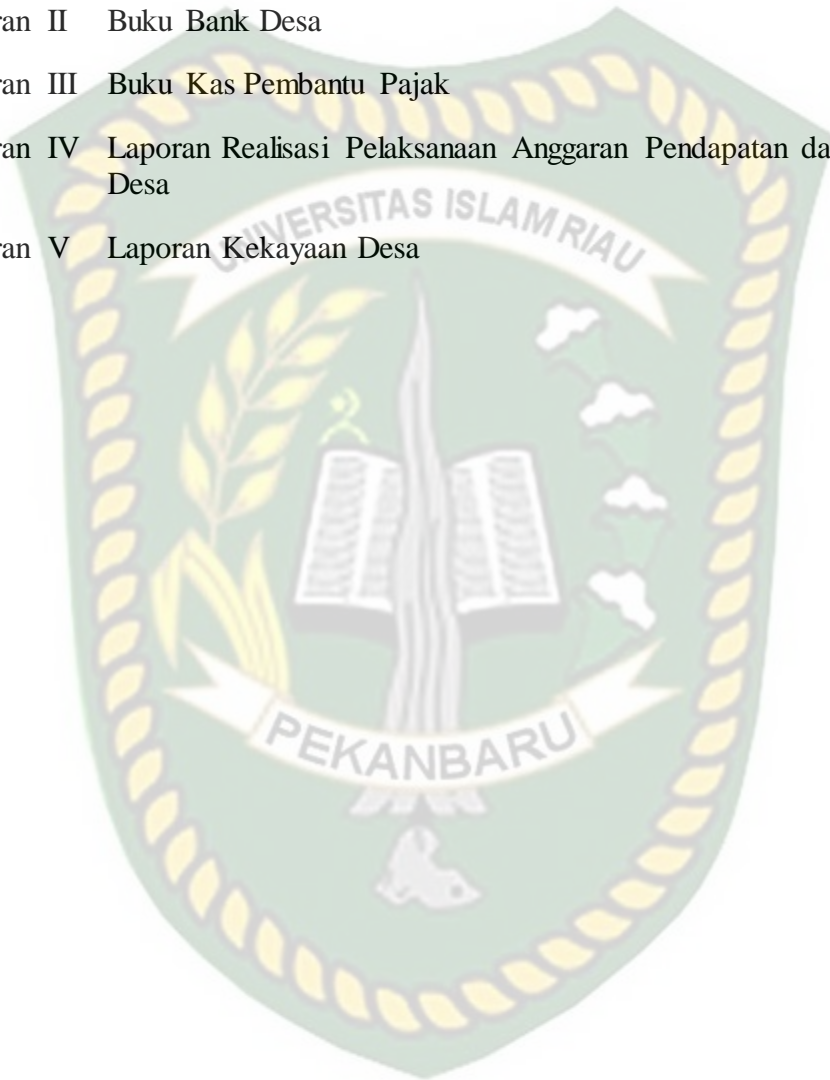 ran II Buku Bank Desa
ran III Buku Kas Pembantu Pajak
ran IV Laporan Realisasi Pelaksanaan Anggaran Pendapatan da
Desa
ran V Laporan Kekayaan Desa
UNIVERSITAS ISLAM RIAU
PEKANBARU